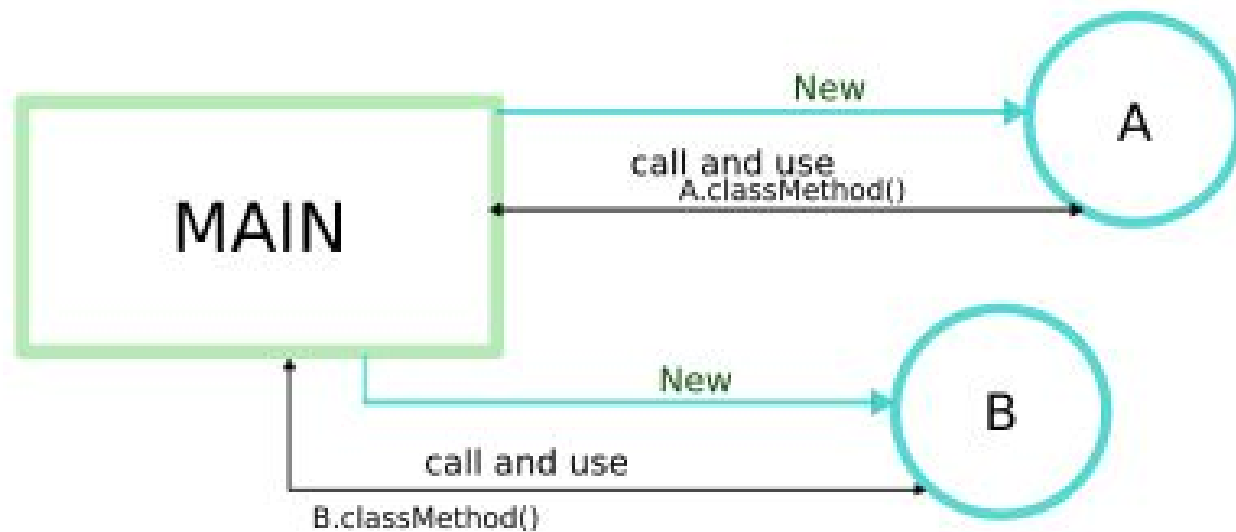 New
A
call and use
A.classMethod()
MAIN
New
B
call and use
B.classMethod()